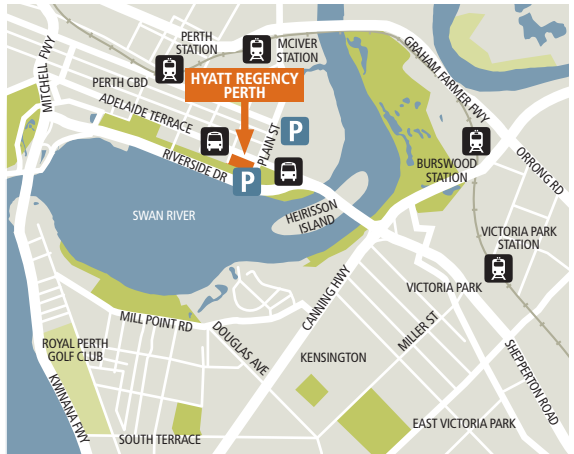 PERTH
STATION
MCIVER
STATION
MITCHELL FWY
PERTH CBD
HYATT REGENCY
PERTH
GRAHAM FARMER FWY
ADELAIDE TERRACE
PLAIN ST
P
RIVERSIDE DR
P
BURSWOOD
STATION
ORRONG RD
SWAN RIVER
HEIRISSON
ISLAND
VICTORIA PARK
STATION
CANNING HWY
VICTORIA PARK
MILL POINT RD
DOUGLAS AVE
MILLER ST
ROYAL PERTH
GOLF CLUB
KENSINGTON
SHEPPERTON ROAD
KWINANA FWY
SOUTH TERRACE
EAST VICTORIA PARK